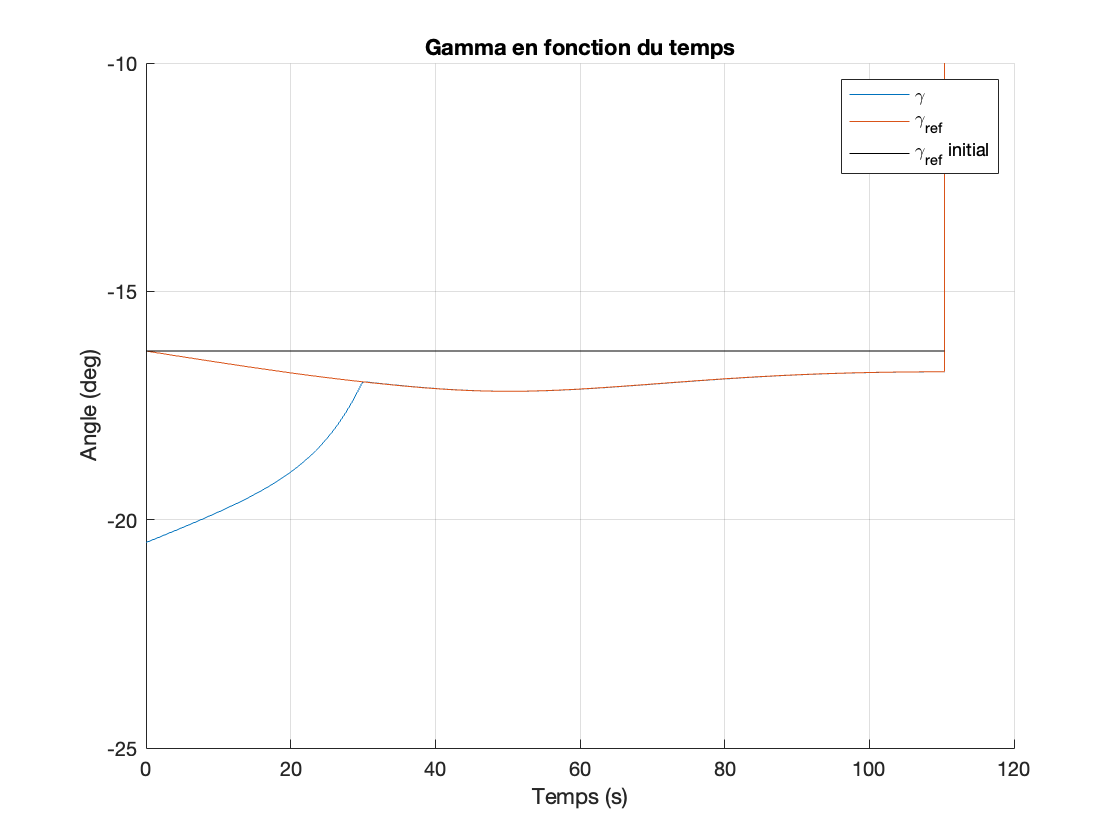 Gamma en fonction du temps
-10
-15
-20
-25
Angle (deg)
0 20 40 60 80 100 120
Temps (s)
γ
γref
γref initial